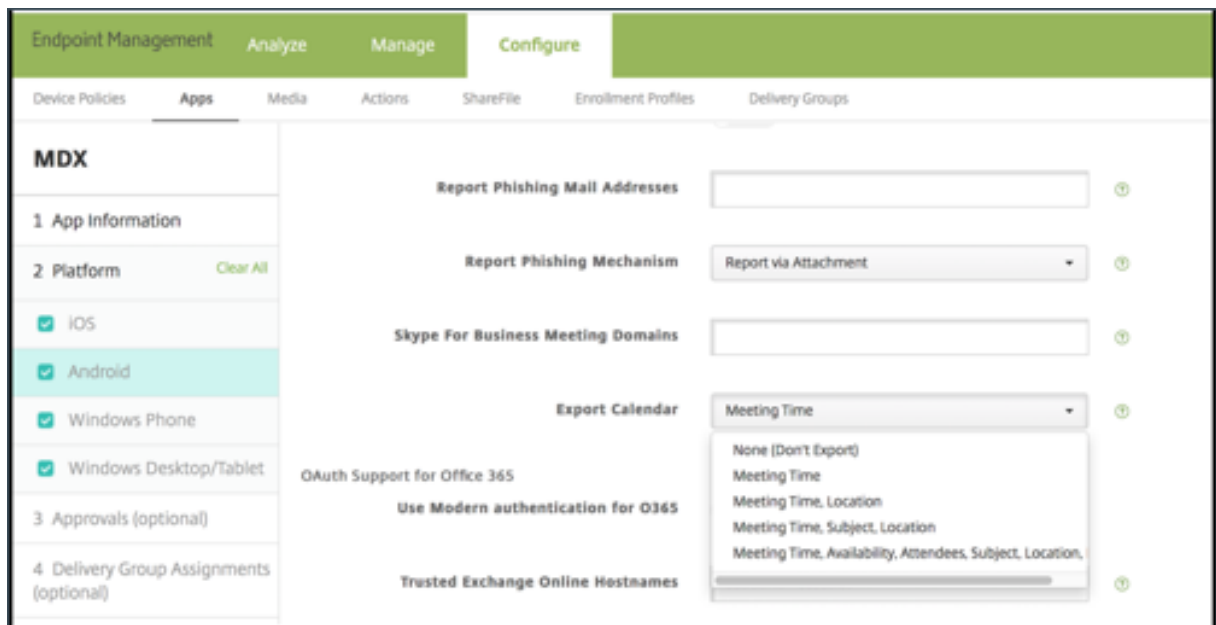 Endpoint Management Analyze Manage Configure
Device Policies Apps Media Actions ShareFile Enrollment Profiles Delivery Groups
MDX
1 App Information
2 Platform Clear All
iOS
Android
Windows Phone
Windows Desktop/Tablet
3 Approvals (optional)
4 Delivery Group Assignments
(optional)
Report Phishing Mail Addresses
Report Phishing Mechanism Report via Attachment
Skype For Business Meeting Domains
Export Calendar Meeting Time
None (Don't Export)
Meeting Time
Meeting Time, Location
Meeting Time, Subject, Location
Meeting Time, Availability, Attendees, Subject, Location,
OAuth Support for Office 365
Use Modern authentication for O365
Trusted Exchange Online Hostnames